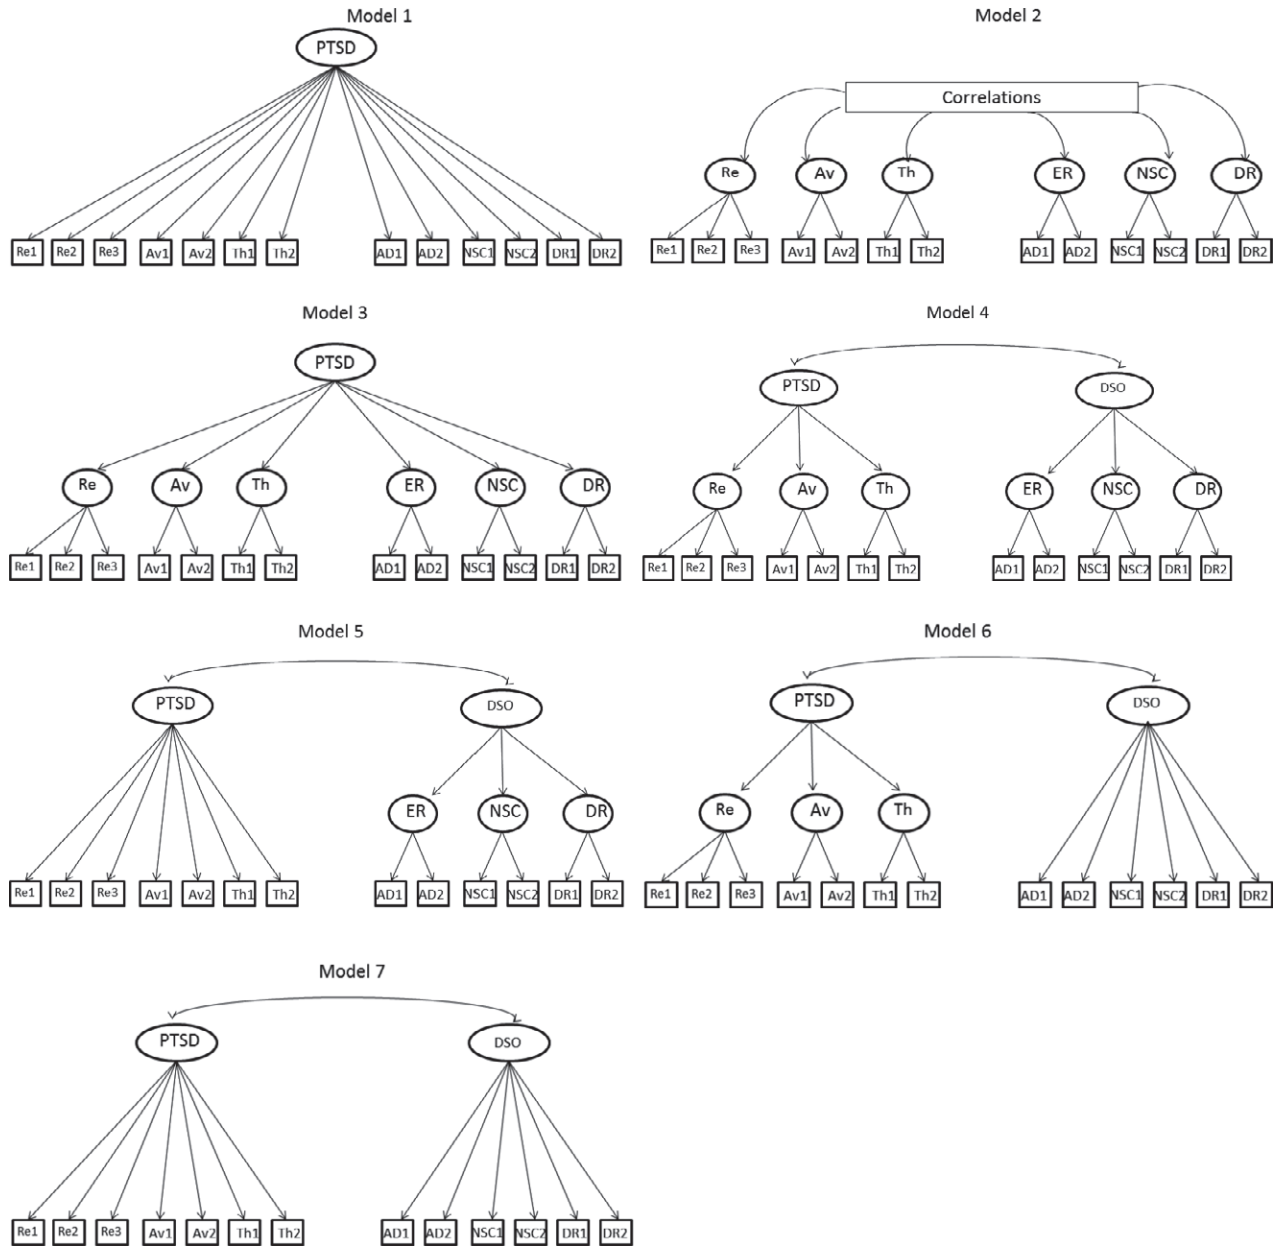 Model 1
PTSD
Re1 Re2 Re3 Av1 Av2 Th1 Th2 AD1 AD2 NSC1 NSC2 DR1 DR2
Model 2
Correlations
Re Av Th ER NSC DR
Re1 Re2 Re3 Av1 Av2 Th1 Th2 AD1 AD2 NSC1 NSC2 DR1 DR2
Model 3
PTSD
Re Av Th ER NSC DR
Re1 Re2 Re3 Av1 Av2 Th1 Th2 AD1 AD2 NSC1 NSC2 DR1 DR2
Model 4
PTSD DSO
Re Av Th ER NSC DR
Re1 Re2 Re3 Av1 Av2 Th1 Th2 AD1 AD2 NSC1 NSC2 DR1 DR2
Model 5
PTSD DSO
ER NSC DR
Re1 Re2 Re3 Av1 Av2 Th1 Th2 AD1 AD2 NSC1 NSC2 DR1 DR2
Model 6
PTSD DSO
Re Av Th
Re1 Re2 Re3 Av1 Av2 Th1 Th2 AD1 AD2 NSC1 NSC2 DR1 DR2
Model 7
PTSD DSO
Re1 Re2 Re3 Av1 Av2 Th1 Th2 AD1 AD2 NSC1 NSC2 DR1 DR2